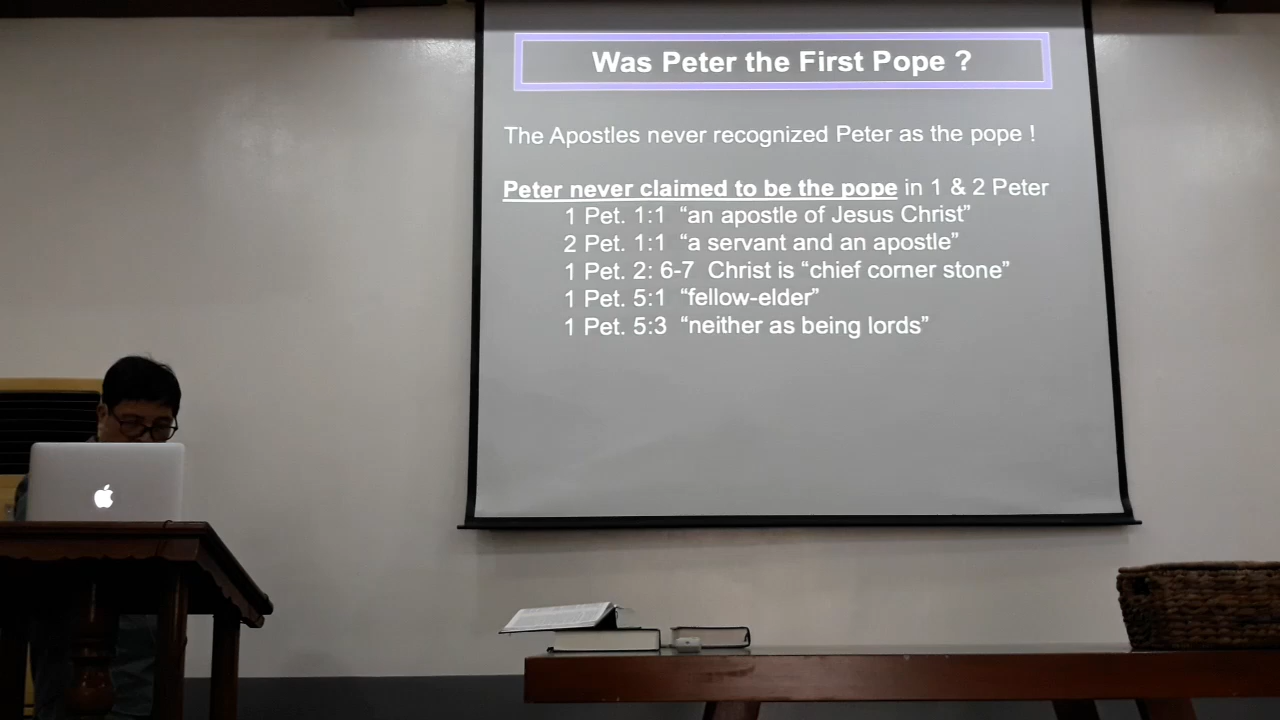 Was Peter the First Pope ?
The Apostles never recognized Peter as the pope !
Peter never claimed to be the pope in 1 & 2 Peter
1 Pet. 1:1 “an apostle of Jesus Christ”
2 Pet. 1:1 “a servant and an apostle”
1 Pet. 2: 6-7 Christ is “chief corner stone”
1 Pet. 5:1 “fellow-elder”
1 Pet. 5:3 “neither as being lords”